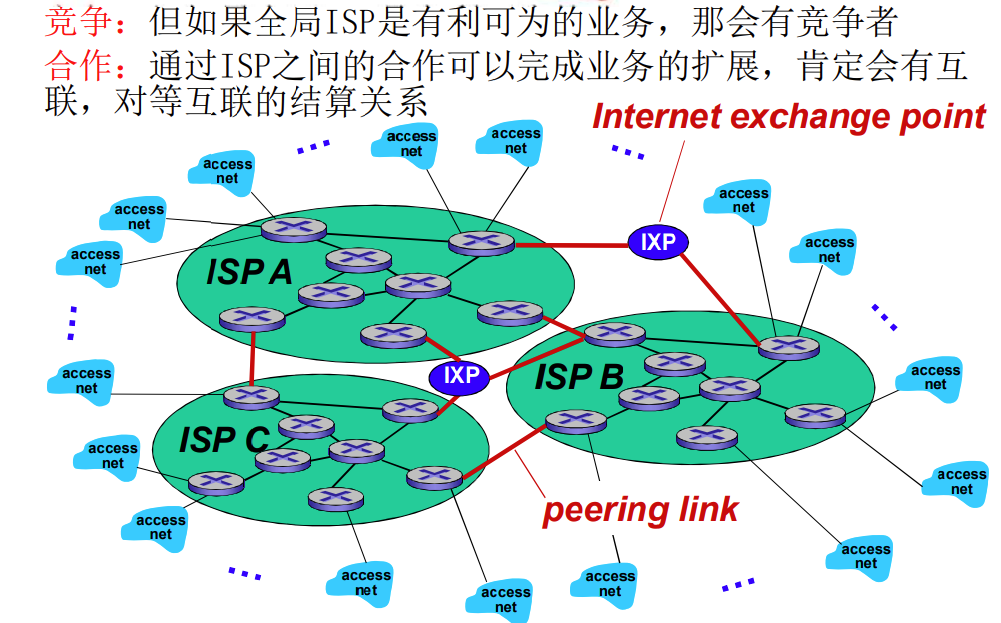 竞争：但如果全局ISP是有利可为的业务，那会有竞争者
合作：通过ISP之间的合作可以完成业务的扩展，肯定会有互
联，对等互联的结算关系
Internet exchange point
access
net
access
net
access
net
access
net
access
net
access
net
access
net
IXP
ISP A
IXP
ISP B
access
net
access
net
ISP C
access
net
access
net
access
net
peering link
access
net
access
net
access
net
access
net